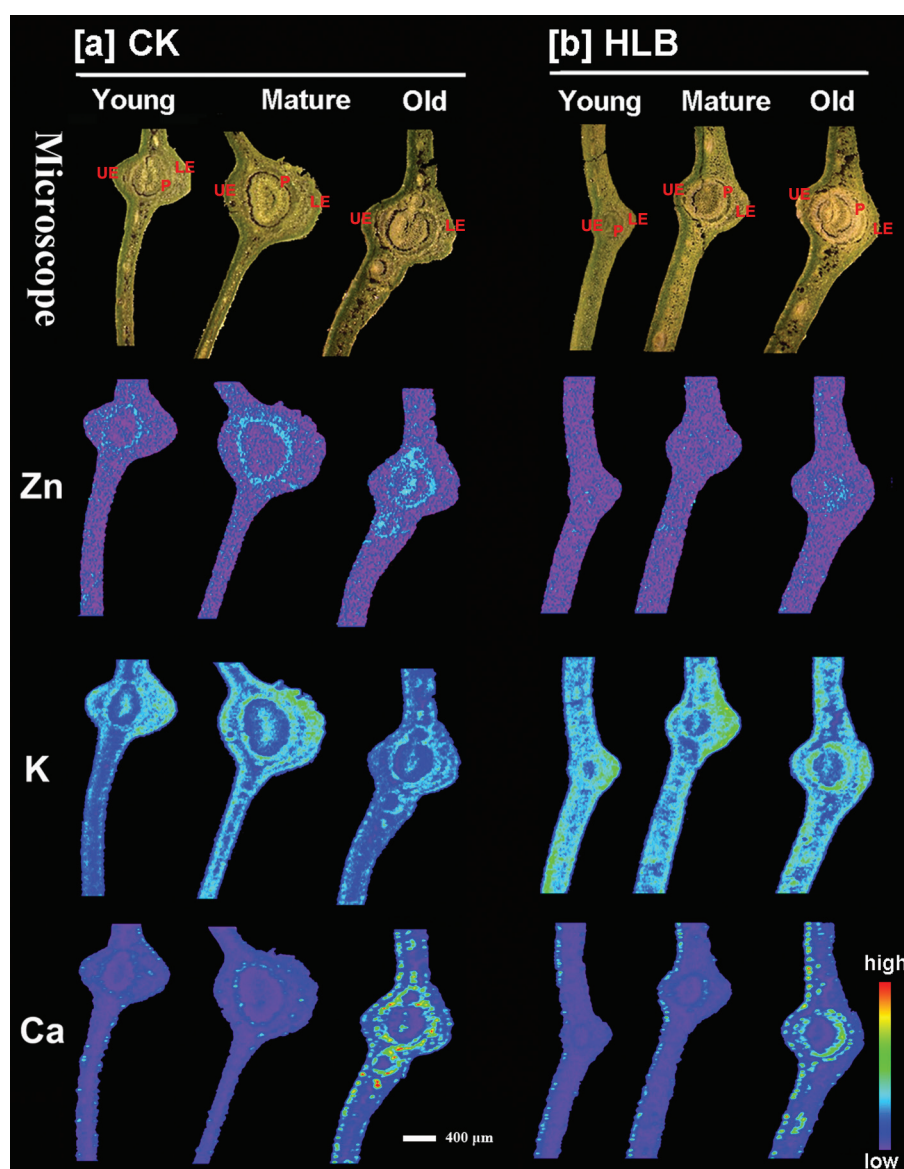 [a] CK [b] HLB
Young Mature Old Young Mature Old
Microscope
UE P LE UE P LE UE LE UE P LE UE P LE UE P LE
Zn
K
Ca
high
low
400 μm